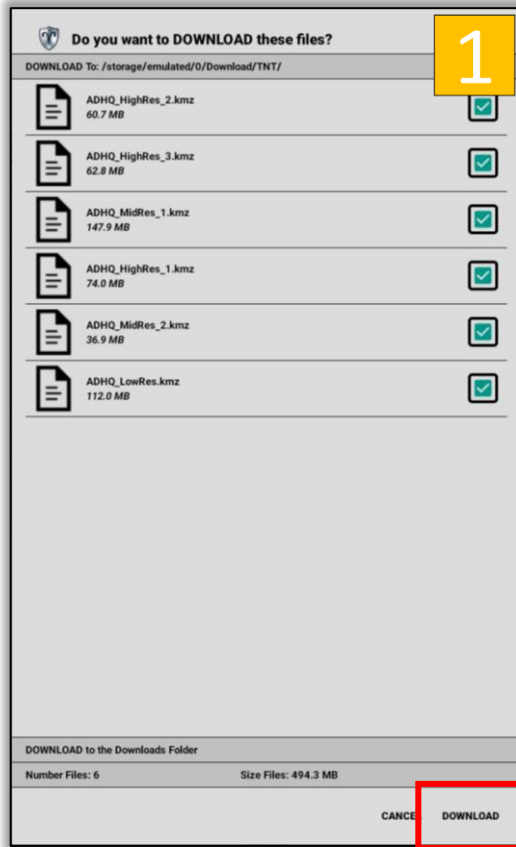 Do you want to DOWNLOAD these files?
1
DOWNLOAD To: /storage/emulated/0/Download/TNT/
ADHQ_HighRes_2.kmz
60.7 MB
ADHQ_HighRes_3.kmz
62.8 MB
ADHQ_MidRes_1.kmz
147.9 MB
ADHQ_HighRes_1.kmz
74.0 MB
ADHQ_MidRes_2.kmz
36.9 MB
ADHQ_LowRes.kmz
112.0 MB
DOWNLOAD to the Downloads Folder
Number Files: 6 Size Files: 494.3 MB
CANCE DOWNLOAD